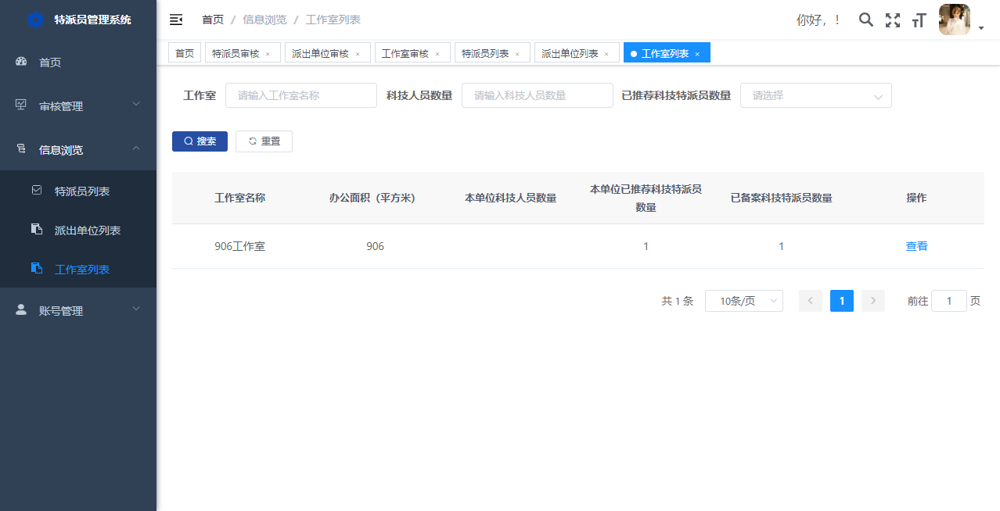 特派员管理系统
首页 / 信息浏览 / 工作室列表
你好，！
首页
特派员审核 ×
派出单位审核 ×
工作室审核 ×
特派员列表 ×
派出单位列表 ×
工作室列表 ×
首页
审核管理
信息浏览
特派员列表
派出单位列表
工作室列表
账号管理
工作室 请输入工作室名称 科技人员数量 请输入科技人员数量 已推荐科技特派员数量 请选择
搜索 重置
工作室名称 办公面积（平方米） 本单位科技人员数量 本单位已推荐科技特派员
数量 已备案科技特派员数量 操作
906工作室 906 1 1 查看
共 1 条 10条/页 1 前往 1 页